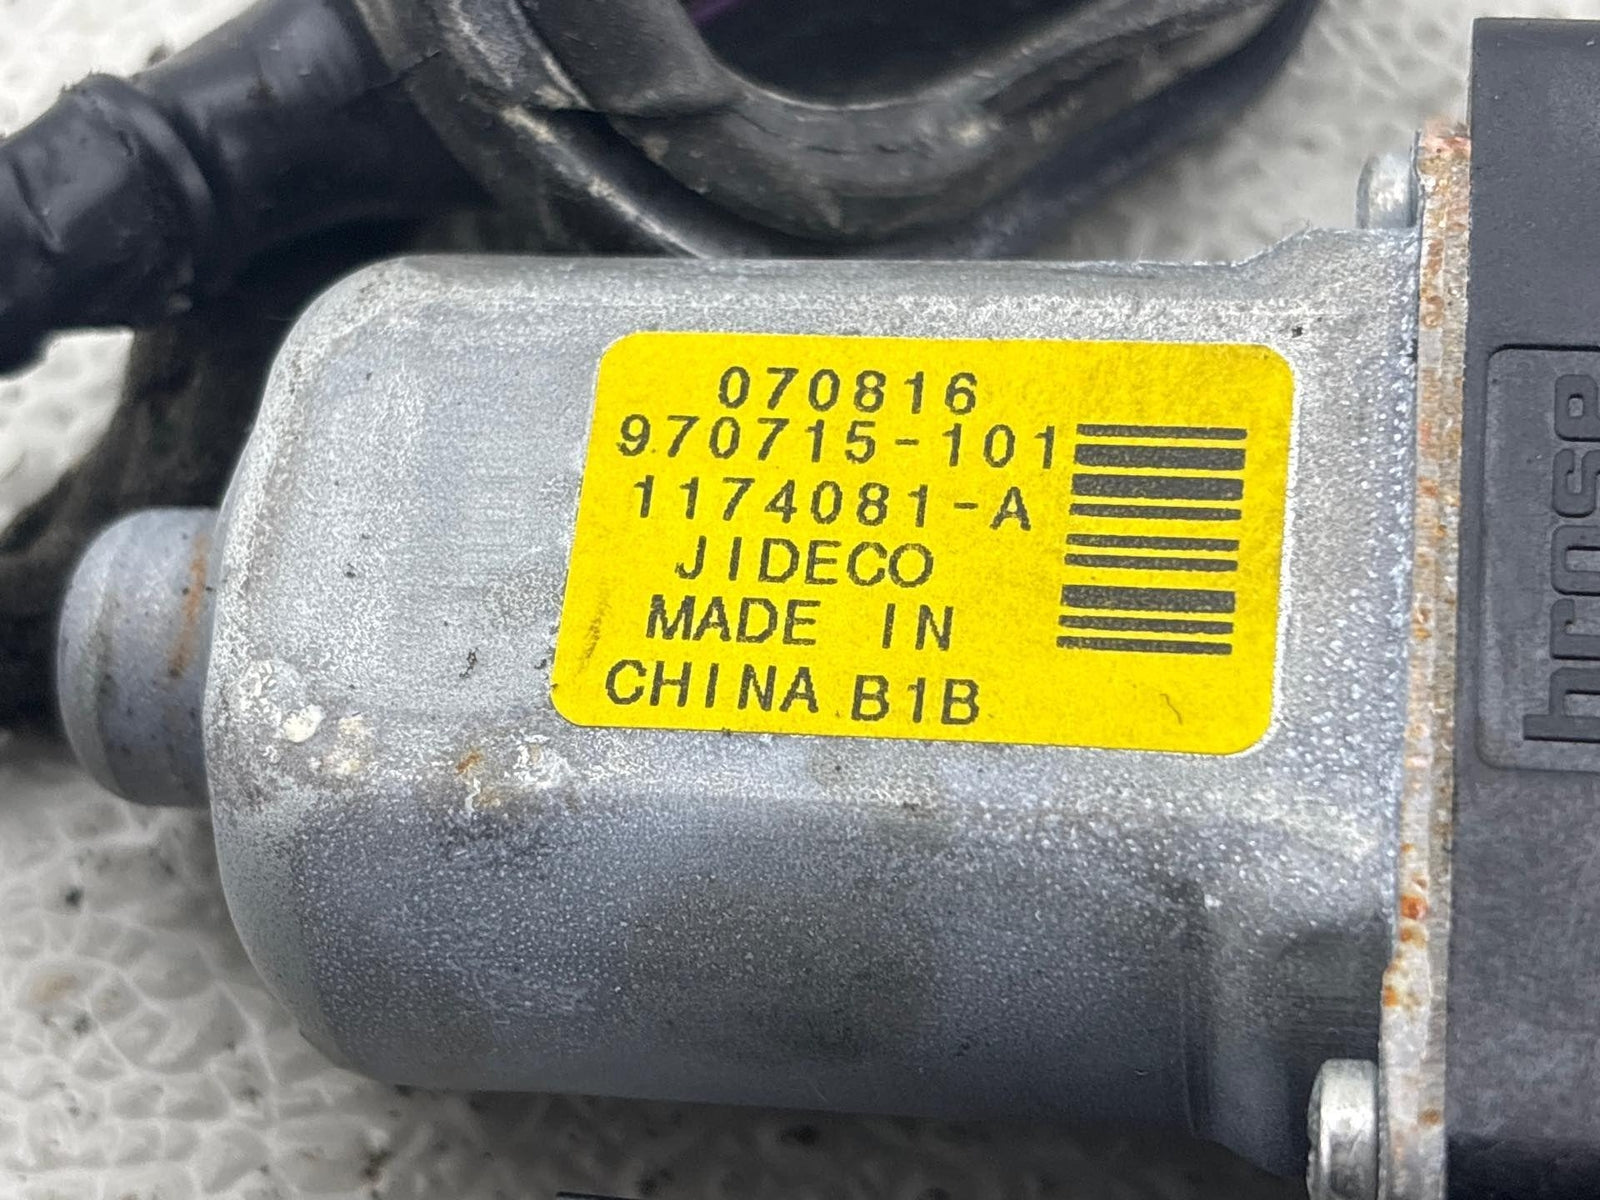 070816
970715-101
1174081-A
JIDECO
MADE IN
CHINA B1B
brose